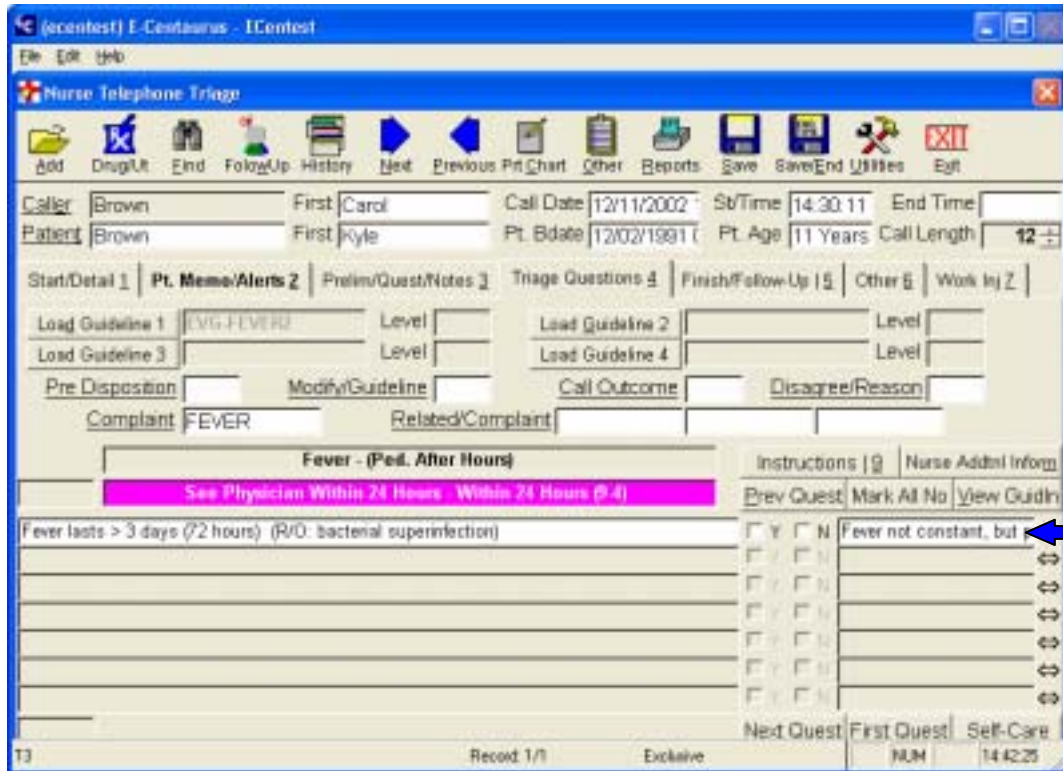 (ecentest) E-Centaurus - ECentest
File Edit Help
Nurse Telephone Triage
Add Drug/Ut Find FolowUp History Next Previous Prt Chart Other Reports Save Save/End Utilities Exit
EXIT
Caller Brown First Carol Call Date 12/11/2002 St/Time 14:30:11 End Time
Patient Brown First Kyle Pt. Bdate 12/02/1991 Pt. Age 11 Years Call Length 12
Start/Detail 1 Pt. Memo/Alerts 2 Prelim/Quest/Notes 3 Triage Questions 4 Finish/Follow-Up | 5 Other 6 Work Inj 7
Load Guideline 1 EVG-FEVER2 Level Load Guideline 2 Level
Load Guideline 3 Level Load Guideline 4 Level
Pre Disposition Modify/Guideline Call Outcome Disagree/Reason
Complaint FEVER Related/Complaint
Fever - (Ped. After Hours) Instructions | 9 Nurse Addtnl Inform
See Physician Within 24 Hours - Within 24 Hours (9-4) Prev Quest Mark All No View Guidln
Fever lasts > 3 days (72 hours) (R/O: bacterial superinfection) Y N Fever not constant, but
Y N
Y N
Y N
Y N
Y N
Y N
Next Quest First Quest Self-Care
T3 Record 1/1 Exclusive NUM 14:42:25